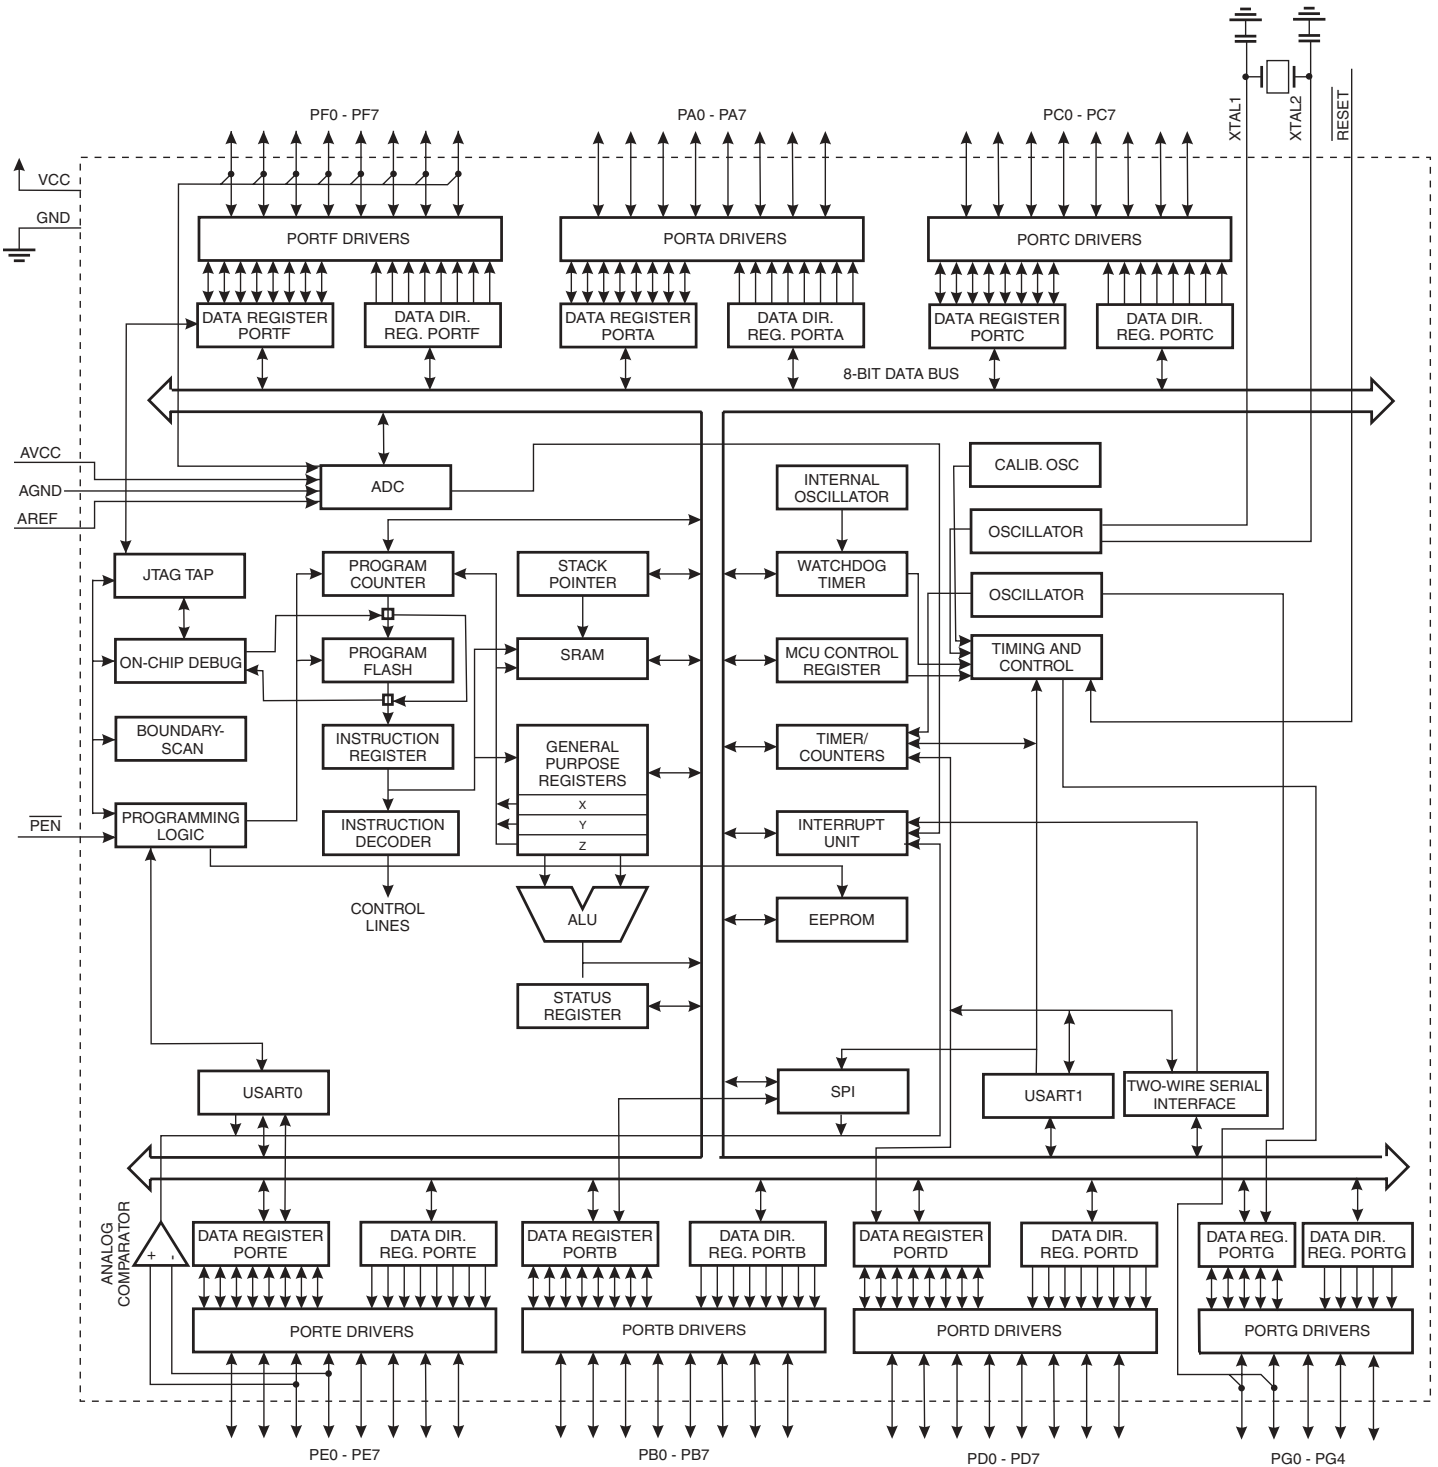 XTAL1
XTAL2
RESET
PF0 - PF7
PA0 - PA7
PC0 - PC7
VCC
GND
PORTF DRIVERS
PORTA DRIVERS
PORTC DRIVERS
DATA REGISTER
PORTF
DATA DIR.
REG. PORTF
DATA REGISTER
PORTA
DATA DIR.
REG. PORTA
DATA REGISTER
PORTC
DATA DIR.
REG. PORTC
8-BIT DATA BUS
AVCC
AGND
AREF
ADC
INTERNAL
OSCILLATOR
CALIB. OSC
OSCILLATOR
JTAG TAP
PROGRAM
COUNTER
STACK
POINTER
WATCHDOG
TIMER
OSCILLATOR
ON-CHIP DEBUG
PROGRAM
FLASH
SRAM
MCU CONTROL
REGISTER
TIMING AND
CONTROL
BOUNDARY-
SCAN
INSTRUCTION
REGISTER
GENERAL
PURPOSE
REGISTERS
X
Y
Z
TIMER/
COUNTERS
PEN
PROGRAMMING
LOGIC
INSTRUCTION
DECODER
INTERRUPT
UNIT
CONTROL
LINES
ALU
EEPROM
STATUS
REGISTER
USART0
SPI
USART1
TWO-WIRE SERIAL
INTERFACE
ANALOG
COMPARATOR
+
-
DATA REGISTER
PORTE
DATA DIR.
REG. PORTE
DATA REGISTER
PORTB
DATA DIR.
REG. PORTB
DATA REGISTER
PORTD
DATA DIR.
REG. PORTD
DATA REG.
PORTG
DATA DIR.
REG. PORTG
PORTE DRIVERS
PORTB DRIVERS
PORTD DRIVERS
PORTG DRIVERS
PE0 - PE7
PB0 - PB7
PD0 - PD7
PG0 - PG4